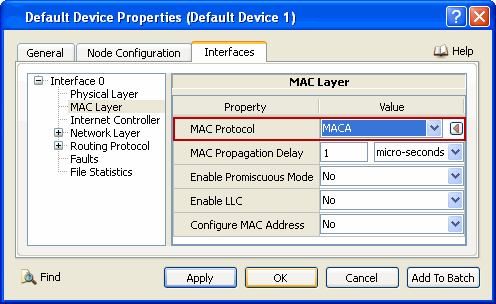 Default Device Properties (Default Device 1)
General Node Configuration Interfaces Help
Interface 0
Physical Layer
MAC Layer
Internet Controller
Network Layer
Routing Protocol
Faults
File Statistics
MAC Layer
Property Value
MAC Protocol MACA
MAC Propagation Delay 1 micro-seconds
Enable Promiscuous Mode No
Enable LLC No
Configure MAC Address No
Find Apply OK Cancel Add To Batch